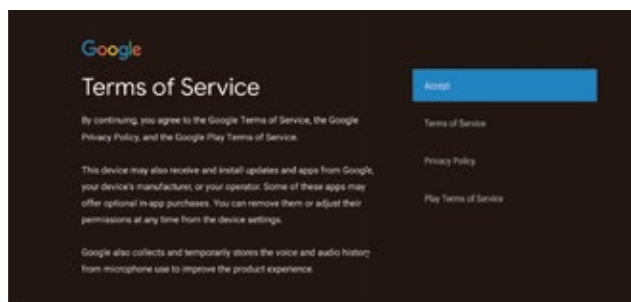 Google
Terms of Service
By continuing, you agree to the Google Terms of Service, the Google
Privacy Policy, and the Google Play Terms of Service.
This device may also receive and install updates and apps from Google,
your device's manufacturer, or your operator. Some of these apps may
offer optional in-app purchases. You can remove them or adjust their
permissions at any time from the device settings.
Google also collects and temporarily stores the voice and audio history
from microphone use to improve the product experience.
Accept
Terms of Service
Privacy Policy
Play Terms of Service